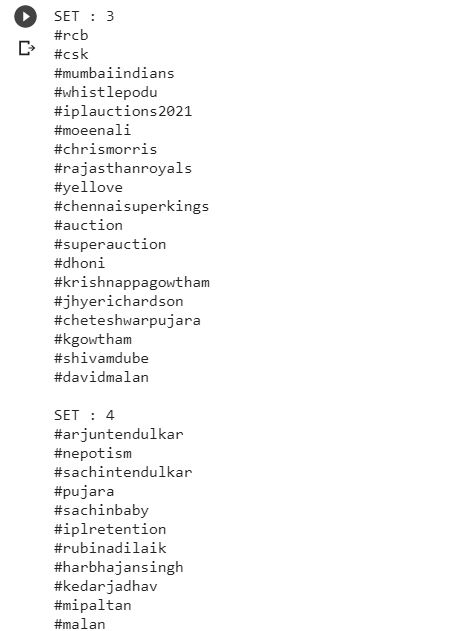 SET : 3
#rcb
#csk
#mumbaiindians
#whistlepodu
#iplauctions2021
#moeenali
#chrismorris
#rajasthanroyals
#yellove
#chennaisuperkings
#auction
#superauction
#dhoni
#krishnappagowtham
#jhyerichardson
#cheteshwarpujara
#kgowtham
#shivamdube
#davidmalan
SET : 4
#arjuntendulkar
#nepotism
#sachintendulkar
#pujara
#sachinbaby
#iplretention
#rubinadilaik
#harbhajansingh
#kedarjadhav
#mipaltan
#malan